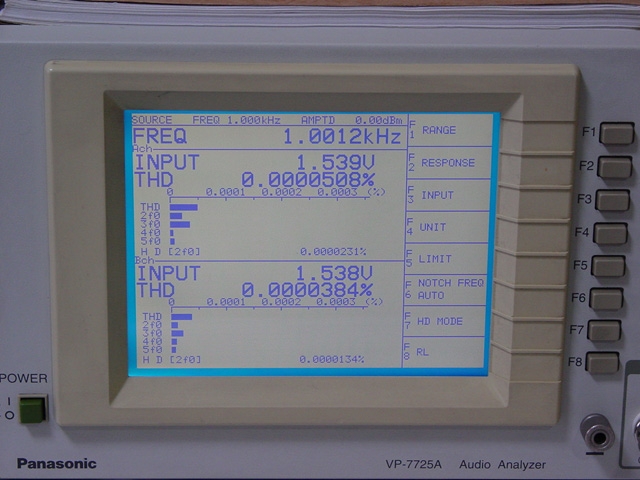 SOURCE FREQ 1.000kHz AMPTD 0.00dBm
FREQ 1.0012kHz
Ach
INPUT 1.539V
THD 0.0000508%
0 0.0001 0.0002 0.0003 (%)
THD
2f0
3f0
4f0
5f0
H D [2f0] 0.0000231%
Bch
INPUT 1.538V
THD 0.0000384%
0 0.0001 0.0002 0.0003 (%)
THD
2f0
3f0
4f0
5f0
H D [2f0] 0.0000134%
F1 RANGE
F2 RESPONSE
F3 INPUT
F4 UNIT
F5 LIMIT
F6 NOTCH FREQ
AUTO
F7 HD MODE
F8 RL
F1
F2
F3
F4
F5
F6
F7
F8
POWER
I
O
Panasonic
VP-7725A Audio Analyzer